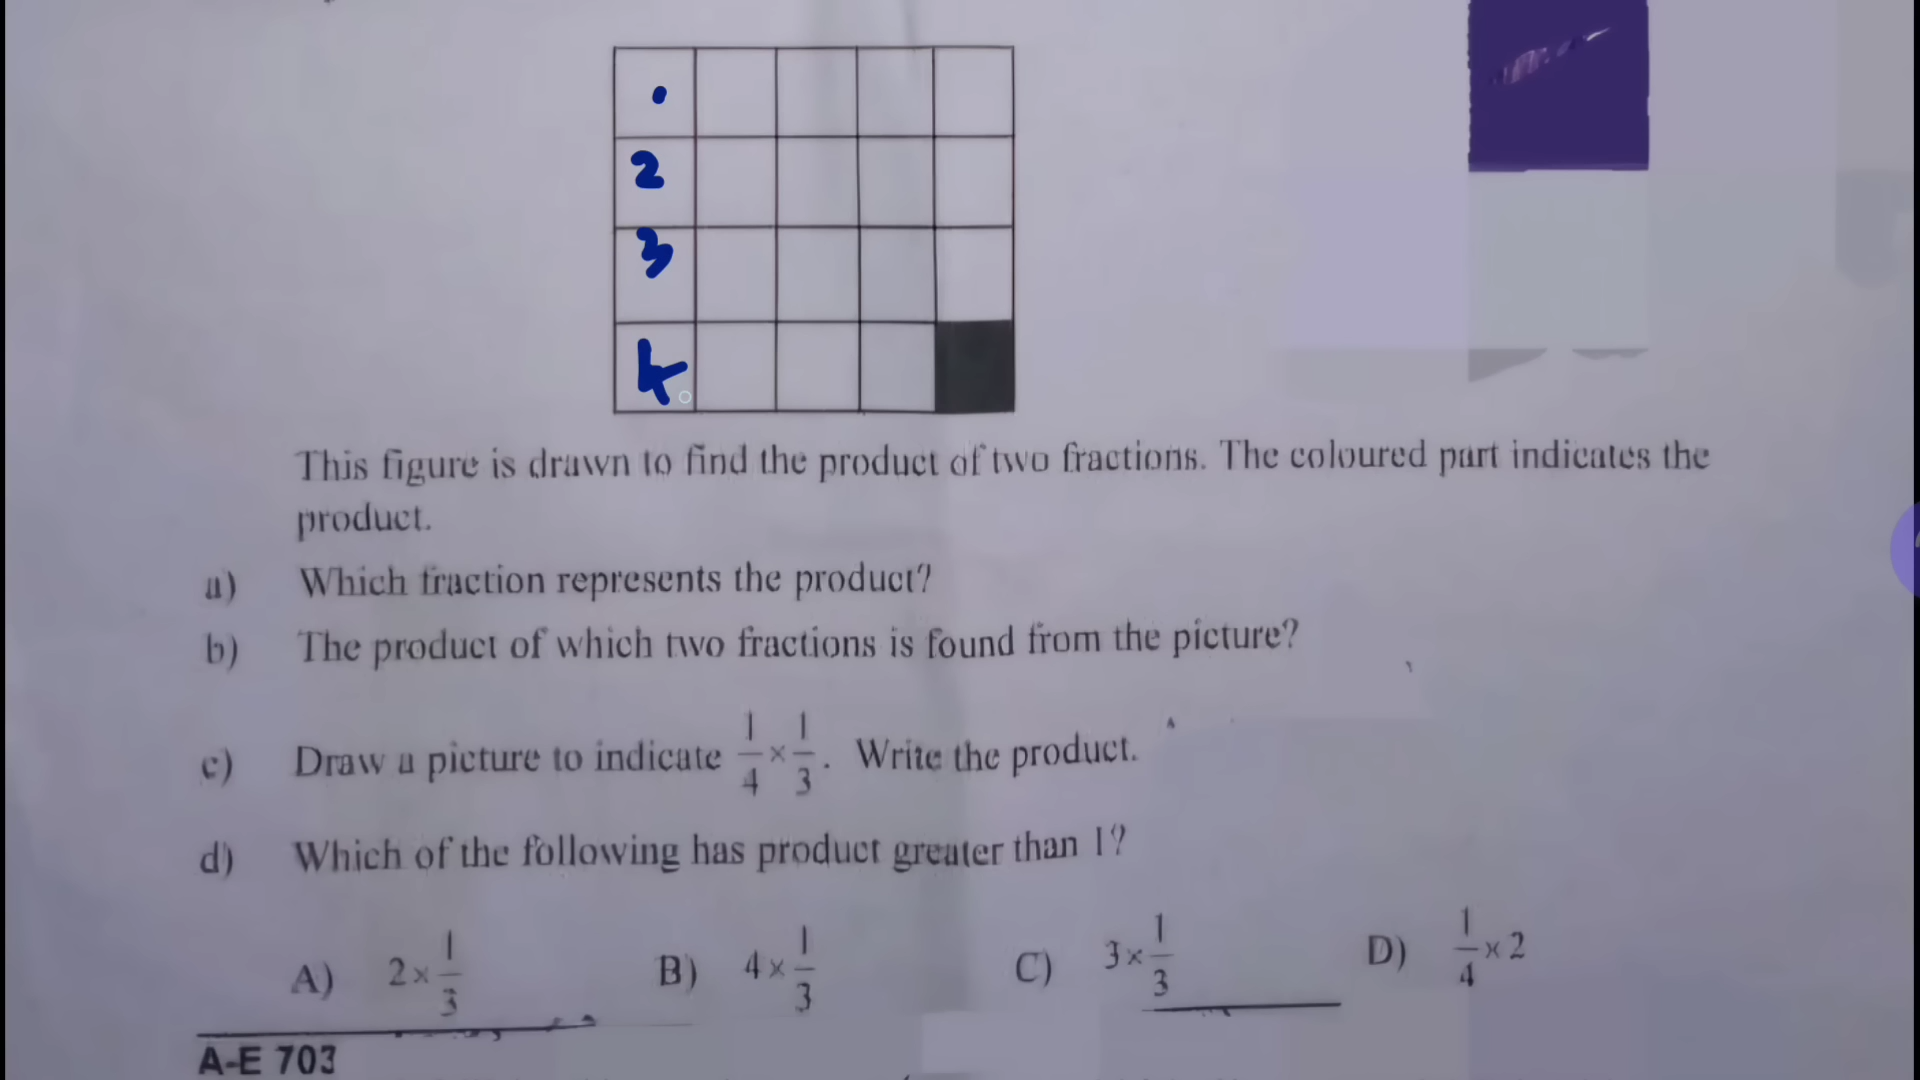 2
3
4
This figure is drawn to find the product of two fractions. The coloured part indicates the
product.
a) Which fraction represents the product?
b) The product of which two fractions is found from the picture?
c) Draw a picture to indicate 1/4 × 1/3. Write the product.
d) Which of the following has product greater than 1?
A) 2 × 1/3 B) 4 × 1/3 C) 3 × 1/3 D) 1/4 × 2
A-E 703